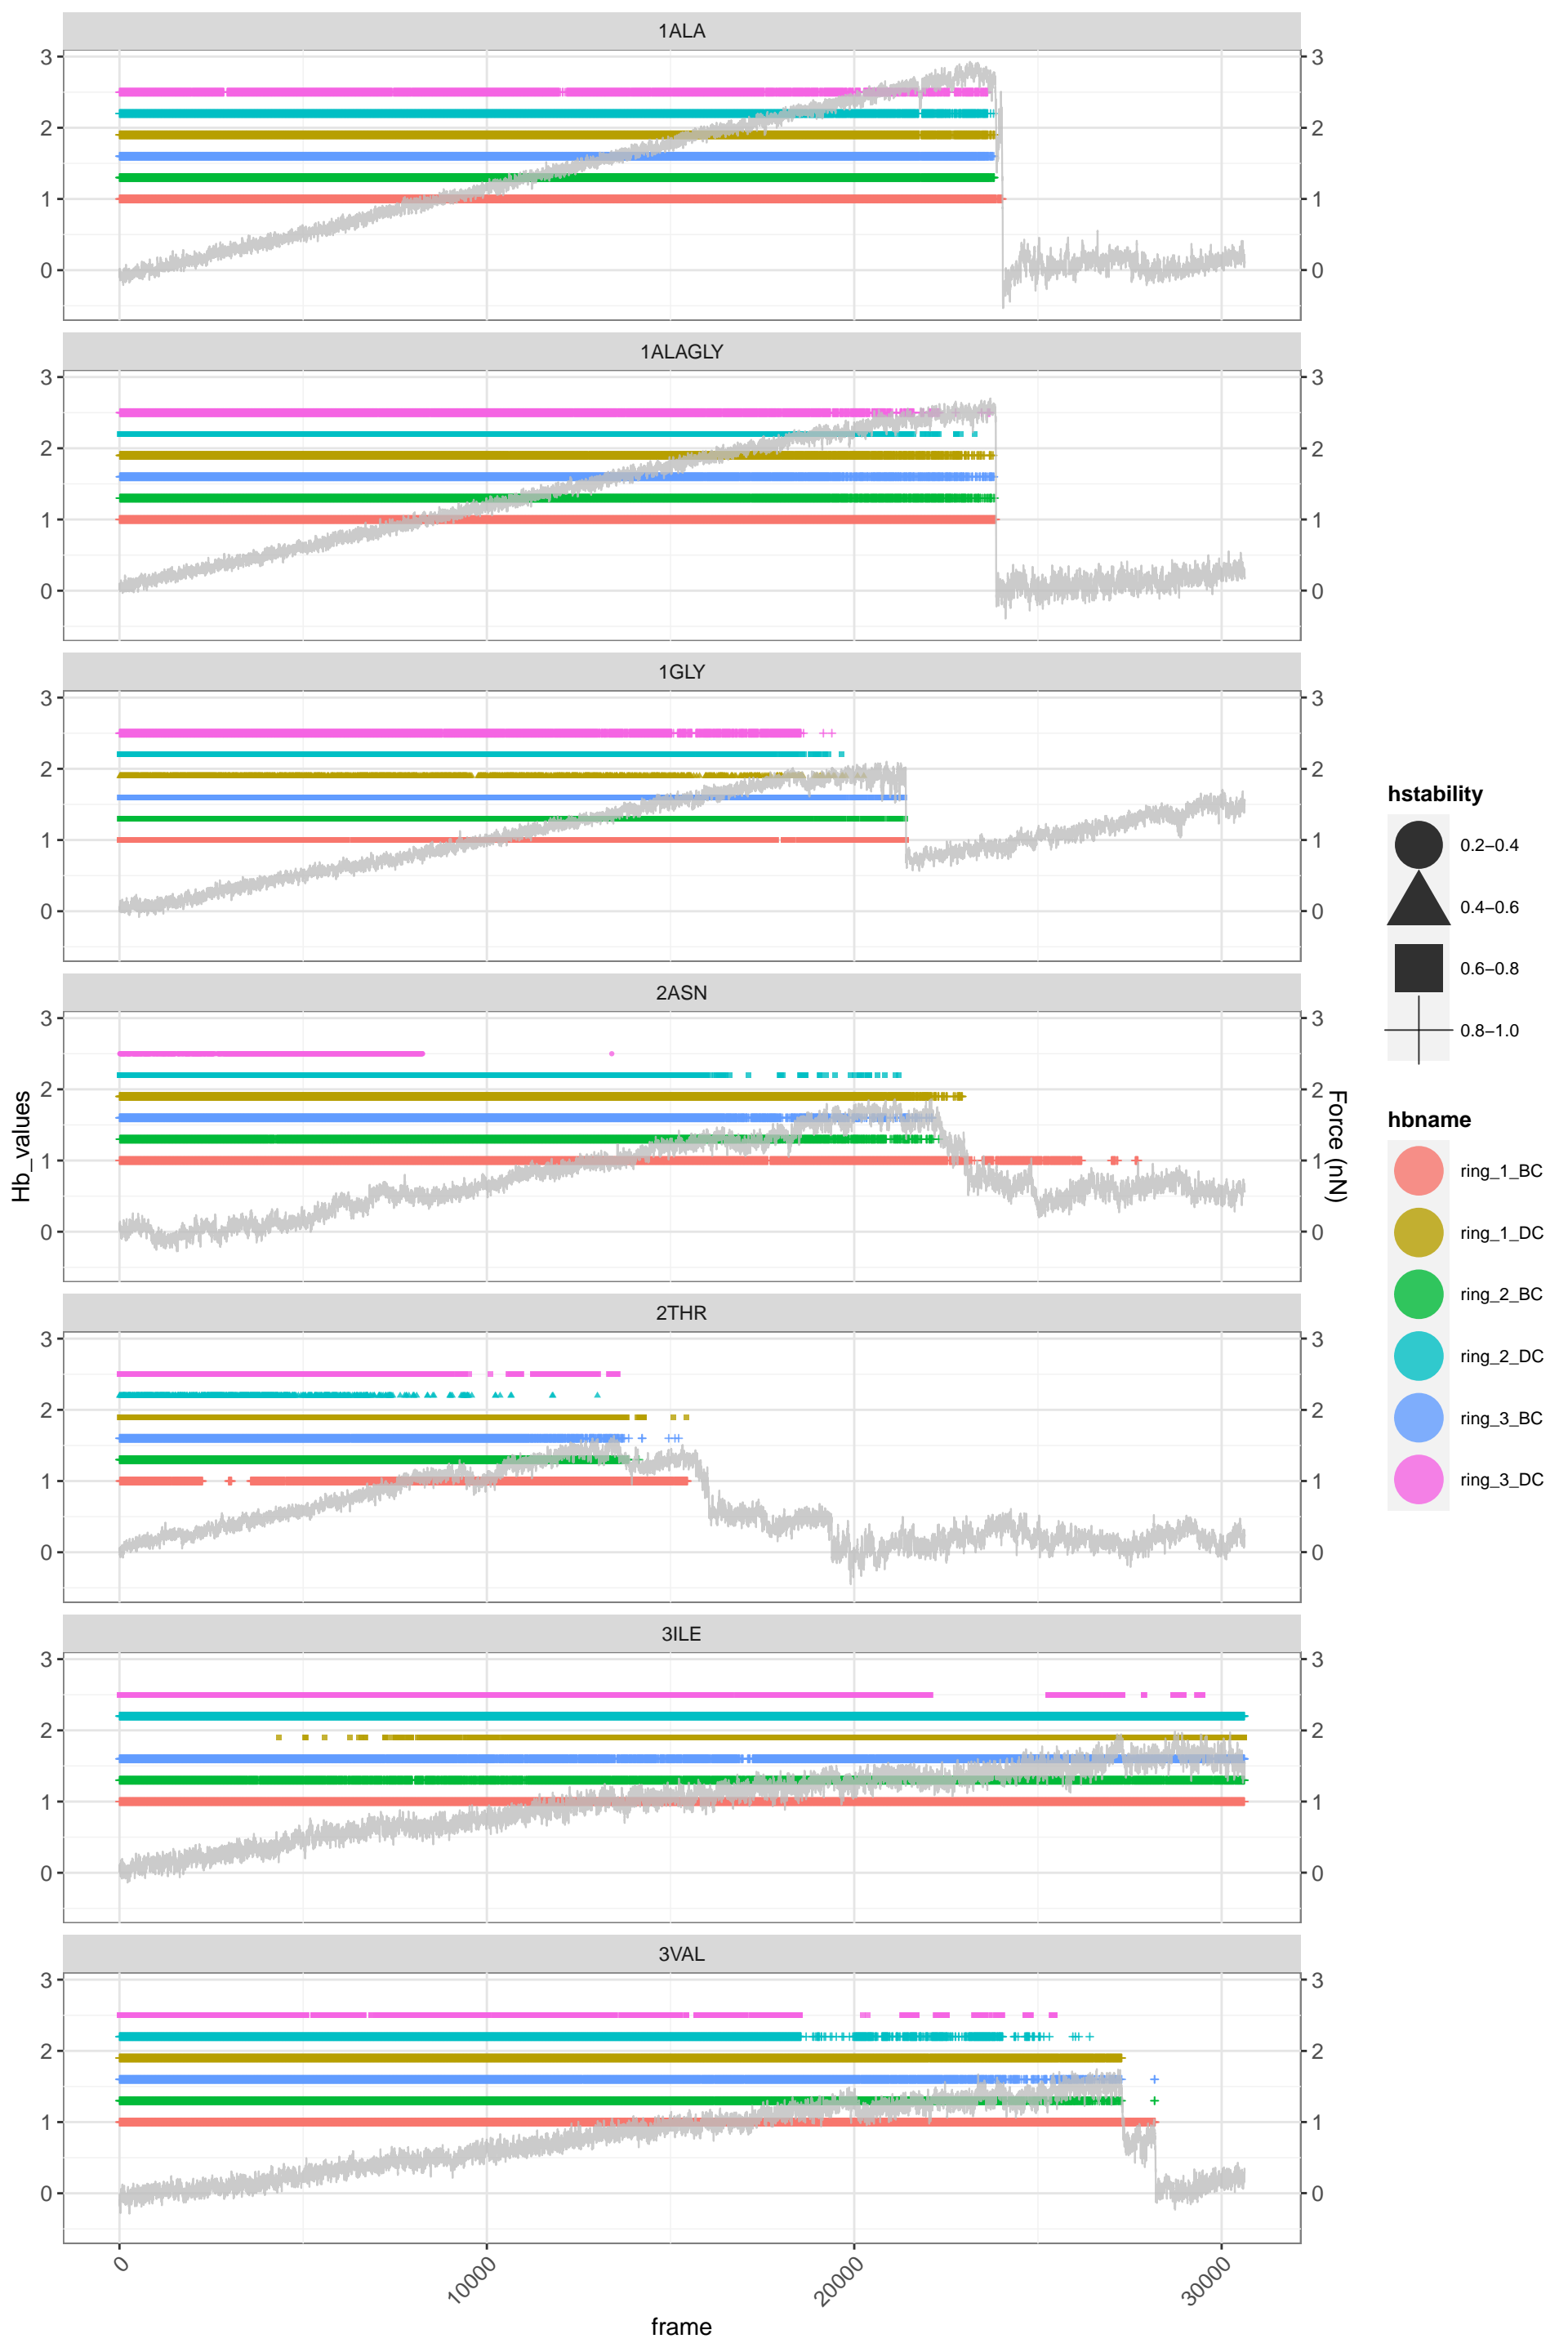 1ALA
3 3
2 2
1 1
0 0
1ALAGLY
3 3
2 2
1 1
0 0
1GLY
3 3
2 2
1 1
0 0
2ASN
3 3
2 2
1 1
0 0
2THR
3 3
2 2
1 1
0 0
3ILE
3 3
2 2
1 1
0 0
3VAL
3 3
2 2
1 1
0 0
0 10000 20000 30000
frame
Hb_values
Force (nN)
hstability
0.2−0.4
0.4−0.6
0.6−0.8
0.8−1.0
hbname
ring_1_BC
ring_1_DC
ring_2_BC
ring_2_DC
ring_3_BC
ring_3_DC